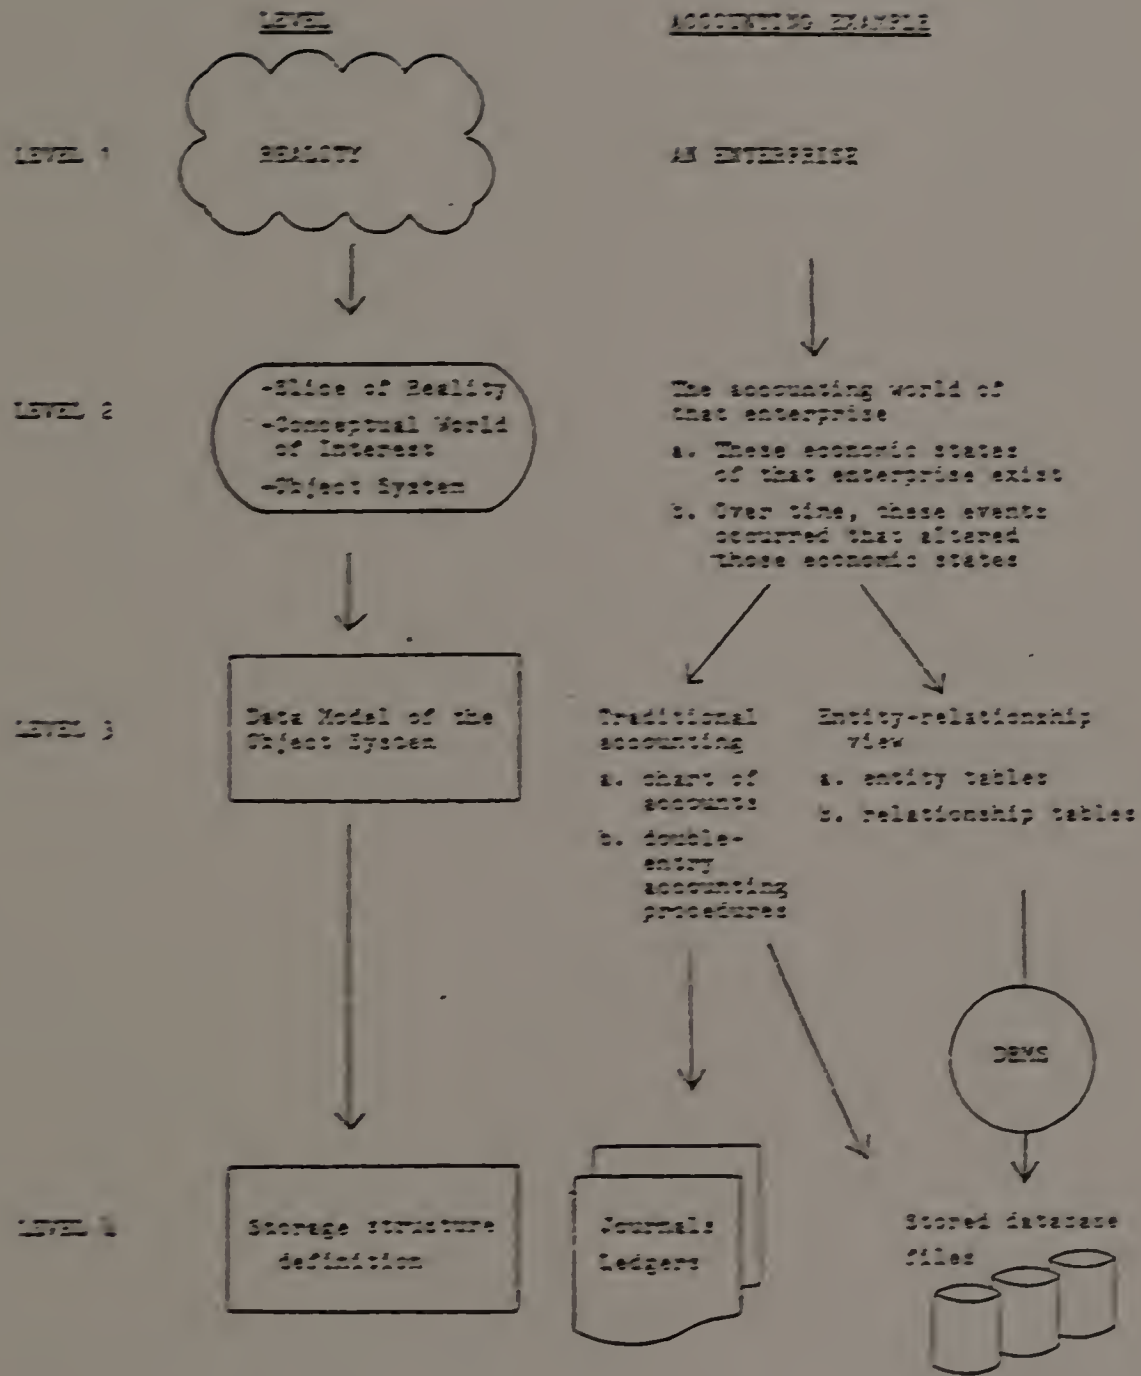 LEVEL
ACCOUNTING EXAMPLE
LEVEL 1
REALITY
AN ENTERPRISE
LEVEL 2
-Slice of Reality
-Conceptual World
of Interest
-Object System
The accounting world of
that enterprise
a. These economic states
of that enterprise exist
b. Over time, these events
occurred that altered
those economic states
LEVEL 3
Data Model of the
Object System
Traditional
accounting
a. chart of
accounts
b. double-
entry
accounting
procedures
Entity-relationship
view
a. entity tables
b. relationship tables
DBMS
LEVEL 4
Storage structure
definition
Journals
Ledgers
Stored database
files